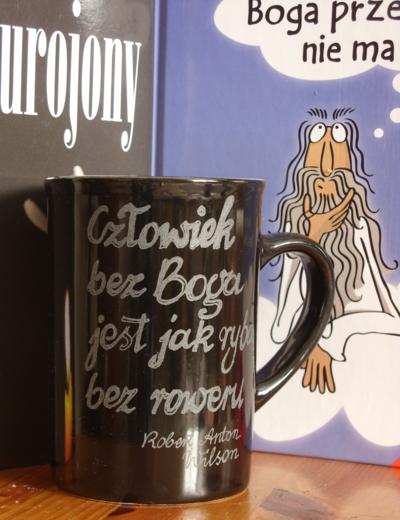 urojony
Boga prze
nie ma
Człowiek
bez Boga
jest jak ryba
bez roweru
Robert Anton
Wilson